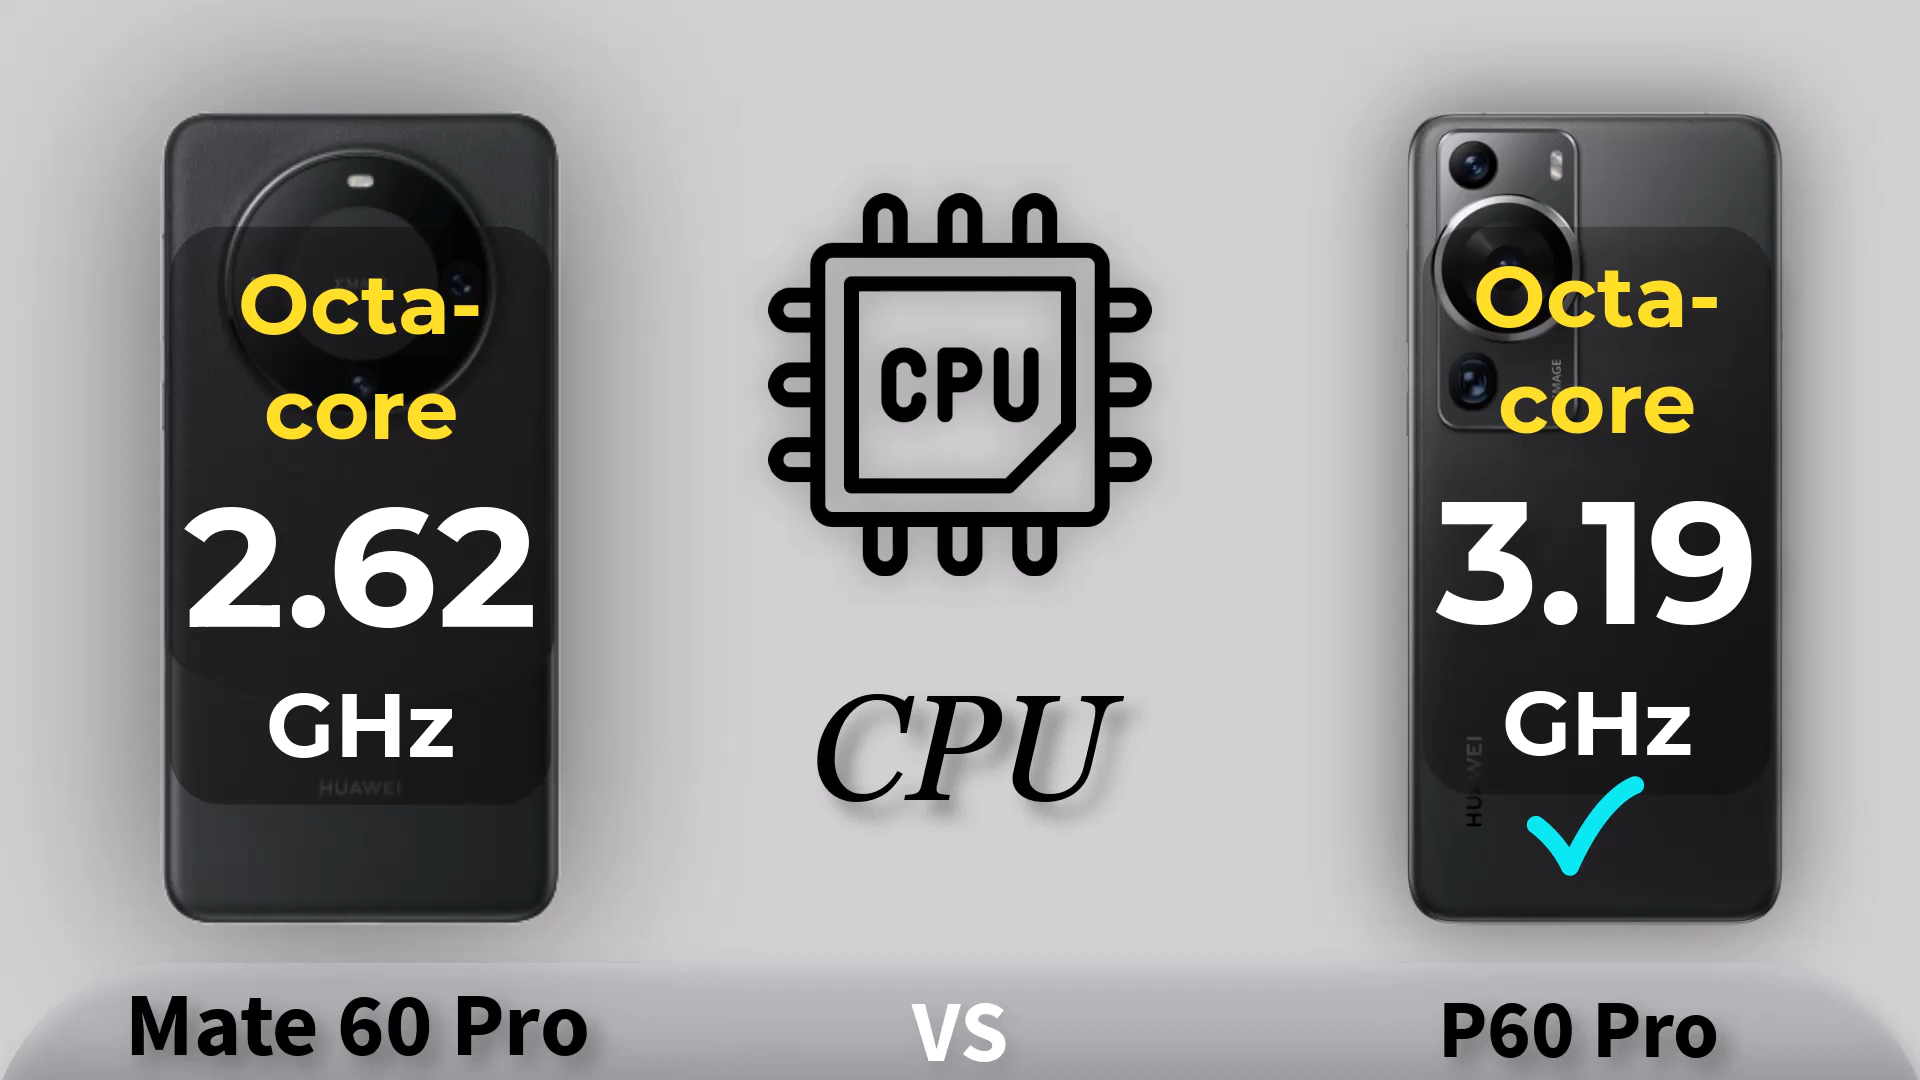 Octa-
core
2.62
GHz
HUAWEI
CPU
CPU
Octa-
core
3.19
GHz
HUAWEI
Mate 60 Pro
VS
P60 Pro